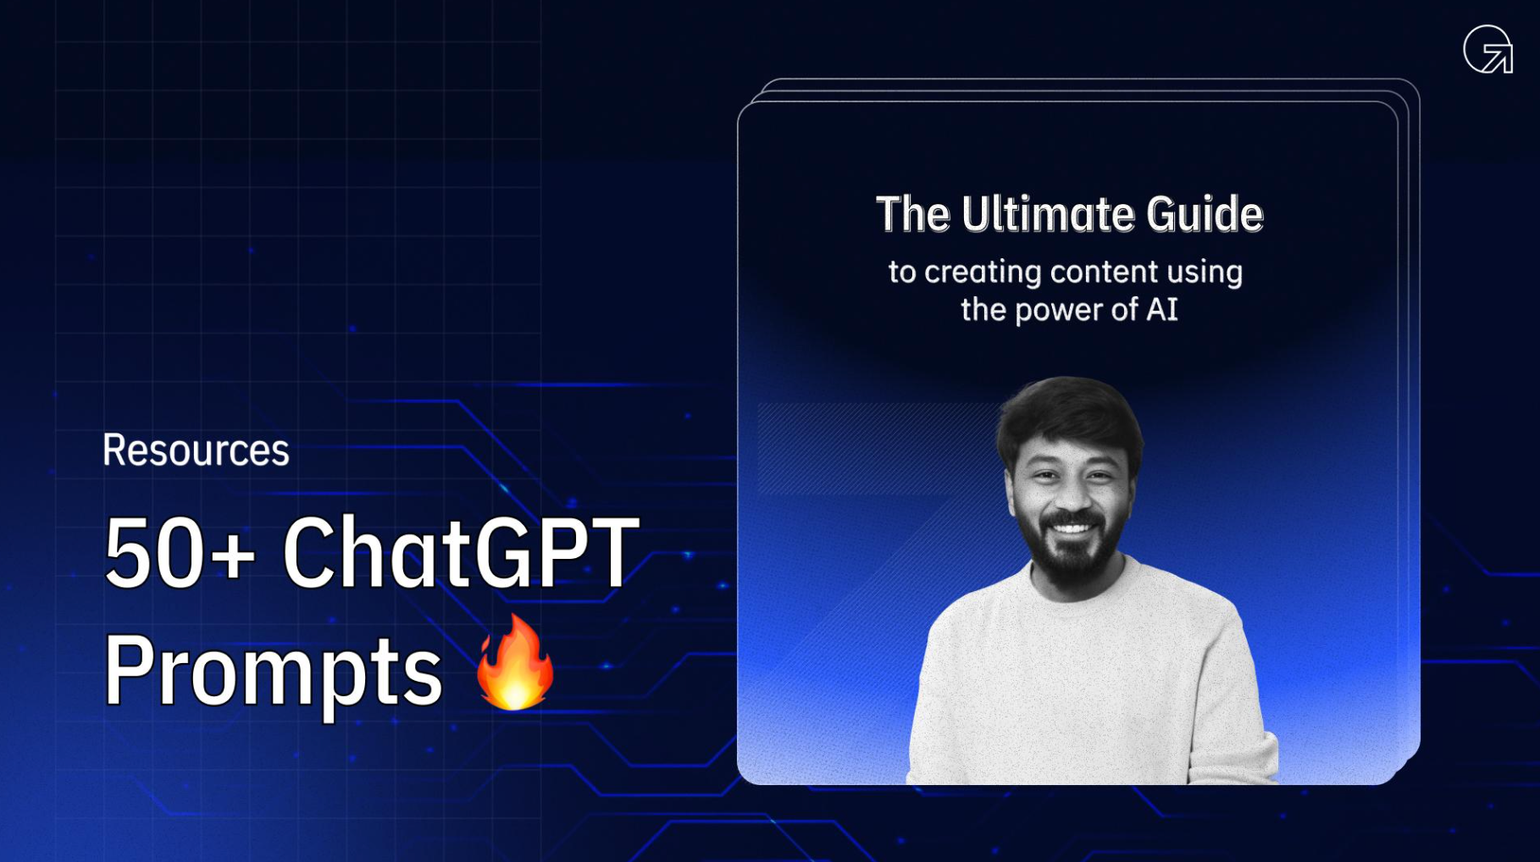 Resources
50+ ChatGPT
Prompts 🔥
The Ultimate Guide
to creating content using
the power of AI